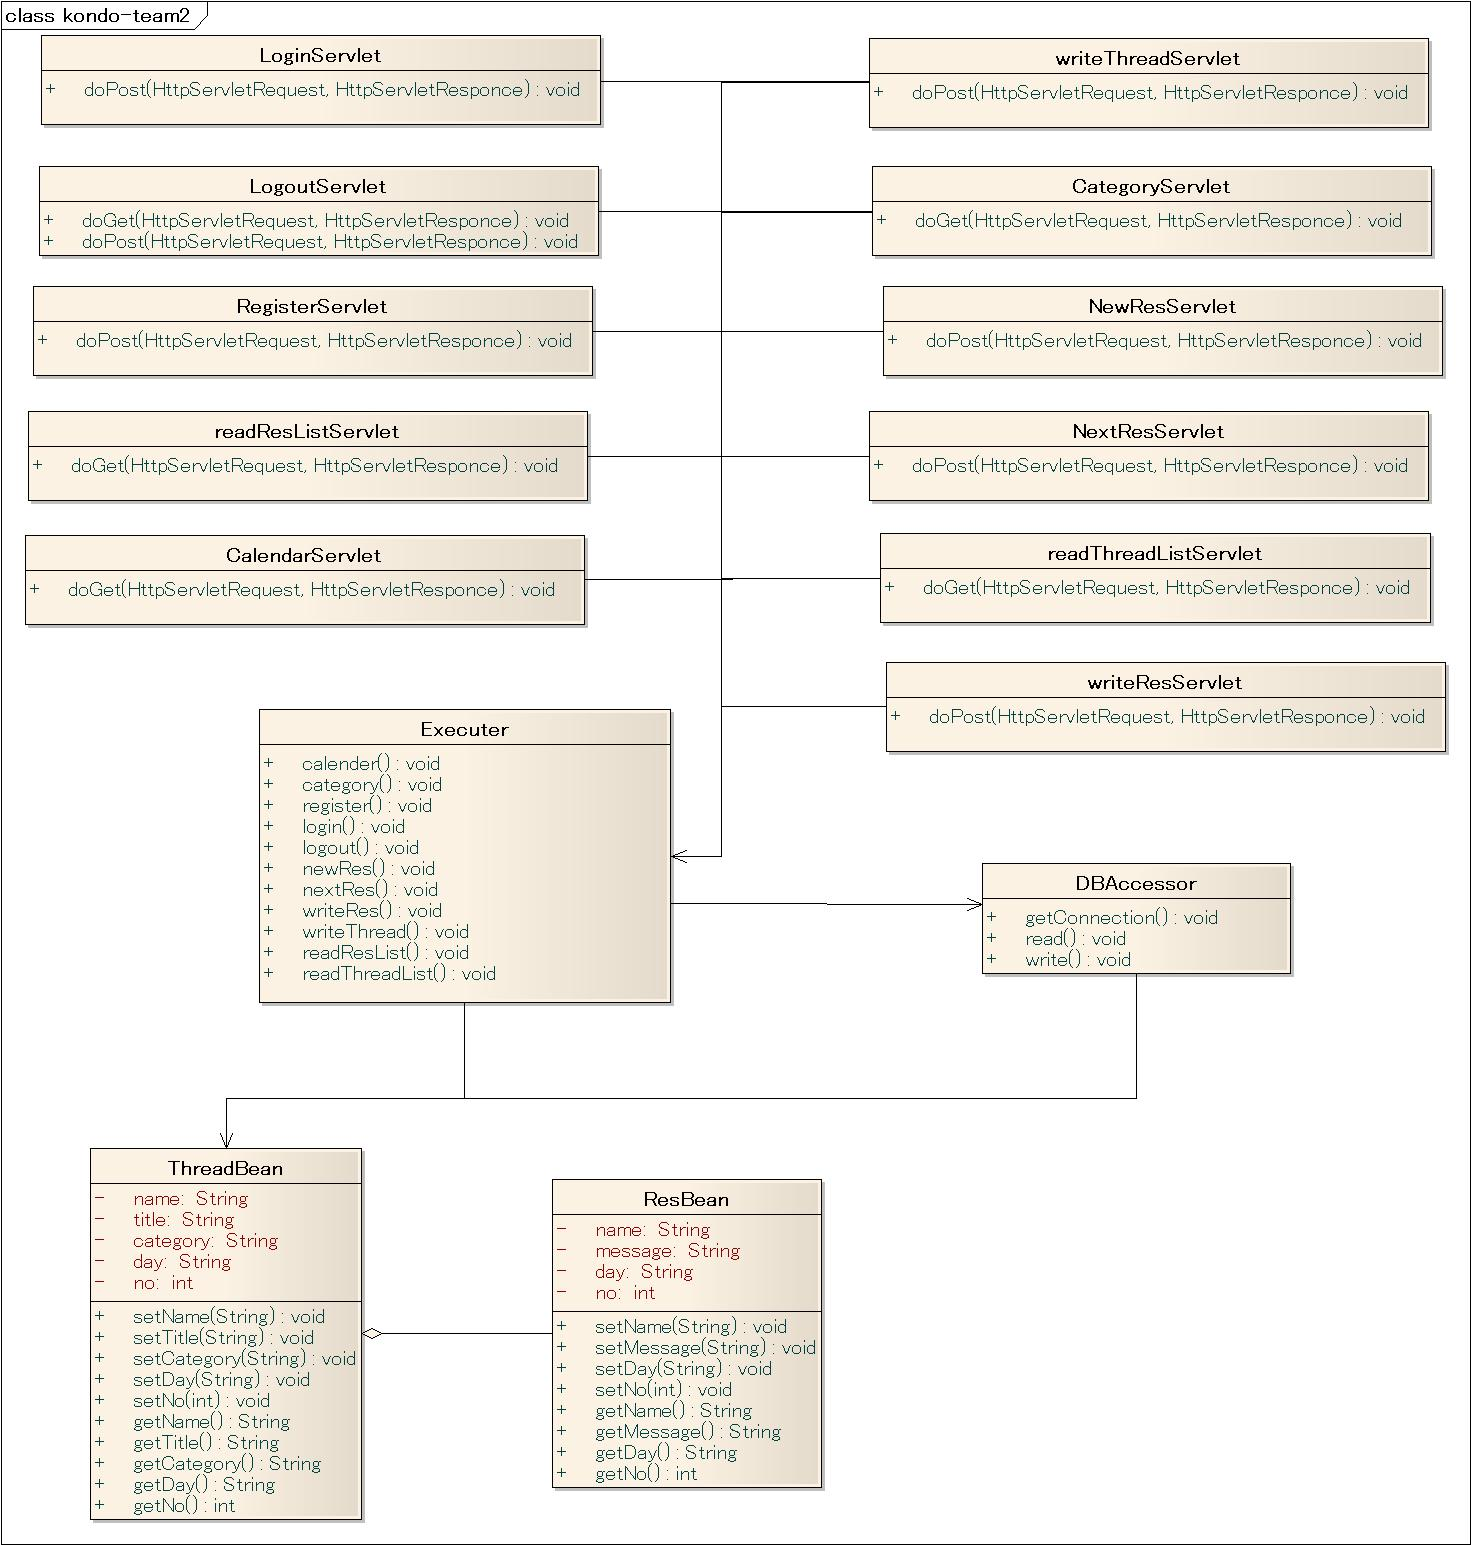 class kondo-team2
LoginServlet
+ doPost(HttpServletRequest, HttpServletResponce) : void
writeThreadServlet
+ doPost(HttpServletRequest, HttpServletResponce) : void
LogoutServlet
+ doGet(HttpServletRequest, HttpServletResponce) : void
+ doPost(HttpServletRequest, HttpServletResponce) : void
CategoryServlet
+ doGet(HttpServletRequest, HttpServletResponce) : void
RegisterServlet
+ doPost(HttpServletRequest, HttpServletResponce) : void
NewResServlet
+ doPost(HttpServletRequest, HttpServletResponce) : void
readResListServlet
+ doGet(HttpServletRequest, HttpServletResponce) : void
NextResServlet
+ doPost(HttpServletRequest, HttpServletResponce) : void
CalendarServlet
+ doGet(HttpServletRequest, HttpServletResponce) : void
readThreadListServlet
+ doGet(HttpServletRequest, HttpServletResponce) : void
writeResServlet
+ doPost(HttpServletRequest, HttpServletResponce) : void
Executer
+ calender() : void
+ category() : void
+ register() : void
+ login() : void
+ logout() : void
+ newRes() : void
+ nextRes() : void
+ writeRes() : void
+ writeThread() : void
+ readResList() : void
+ readThreadList() : void
DBAccessor
+ getConnection() : void
+ read() : void
+ write() : void
ThreadBean
- name: String
- title: String
- category: String
- day: String
- no: int
+ setName(String) : void
+ setTitle(String) : void
+ setCategory(String) : void
+ setDay(String) : void
+ setNo(int) : void
+ getName() : String
+ getTitle() : String
+ getCategory() : String
+ getDay() : String
+ getNo() : int
ResBean
- name: String
- message: String
- day: String
- no: int
+ setName(String) : void
+ setMessage(String) : void
+ setDay(String) : void
+ setNo(int) : void
+ getName() : String
+ getMessage() : String
+ getDay() : String
+ getNo() : int